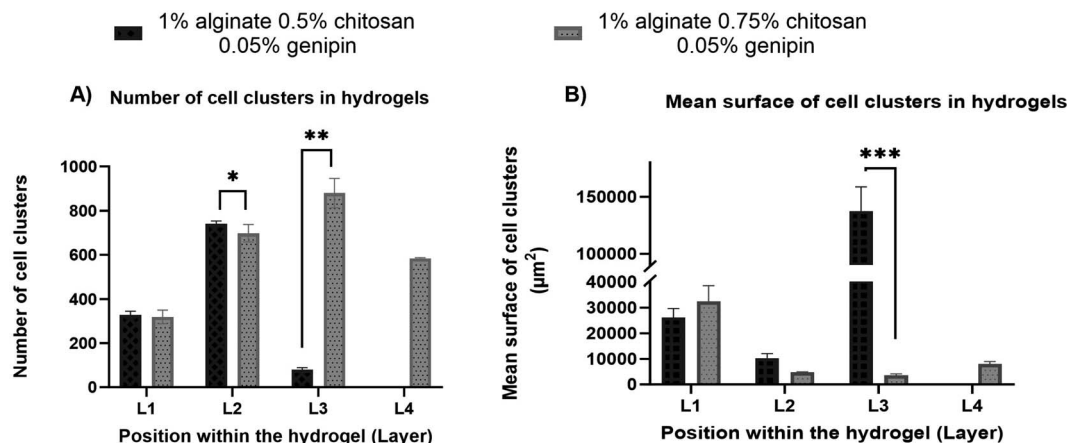 1% alginate 0.5% chitosan
0.05% genipin
1% alginate 0.75% chitosan
0.05% genipin
A) Number of cell clusters in hydrogels
Number of cell clusters
1000
800
600
400
200
0
*
**
L1 L2 L3 L4
Position within the hydrogel (Layer)
B) Mean surface of cell clusters in hydrogels
Mean surface of cell clusters
(µm²)
150000
100000
40000
30000
20000
10000
0
***
L1 L2 L3 L4
Position within the hydrogel (Layer)